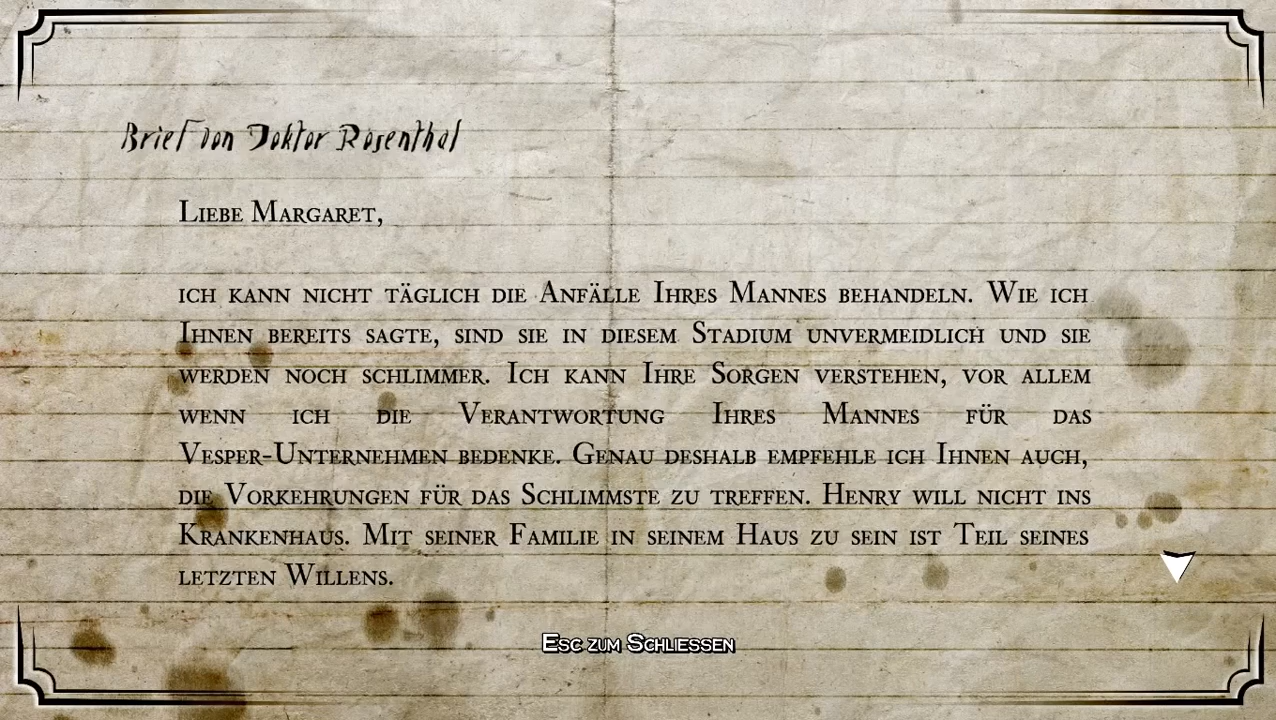 Brief von Doktor Rosenthal
Liebe Margaret,
ich kann nicht täglich die Anfälle Ihres Mannes behandeln. Wie ich
Ihnen bereits sagte, sind sie in diesem Stadium unvermeidlich und sie
werden noch schlimmer. Ich kann Ihre Sorgen verstehen, vor allem
wenn ich die Verantwortung Ihres Mannes für das
Vesper-Unternehmen bedenke. Genau deshalb empfehle ich Ihnen auch,
die Vorkehrungen für das Schlimmste zu treffen. Henry will nicht ins
Krankenhaus. Mit seiner Familie in seinem Haus zu sein ist Teil seines
letzten Willens.
Esc zum Schliessen